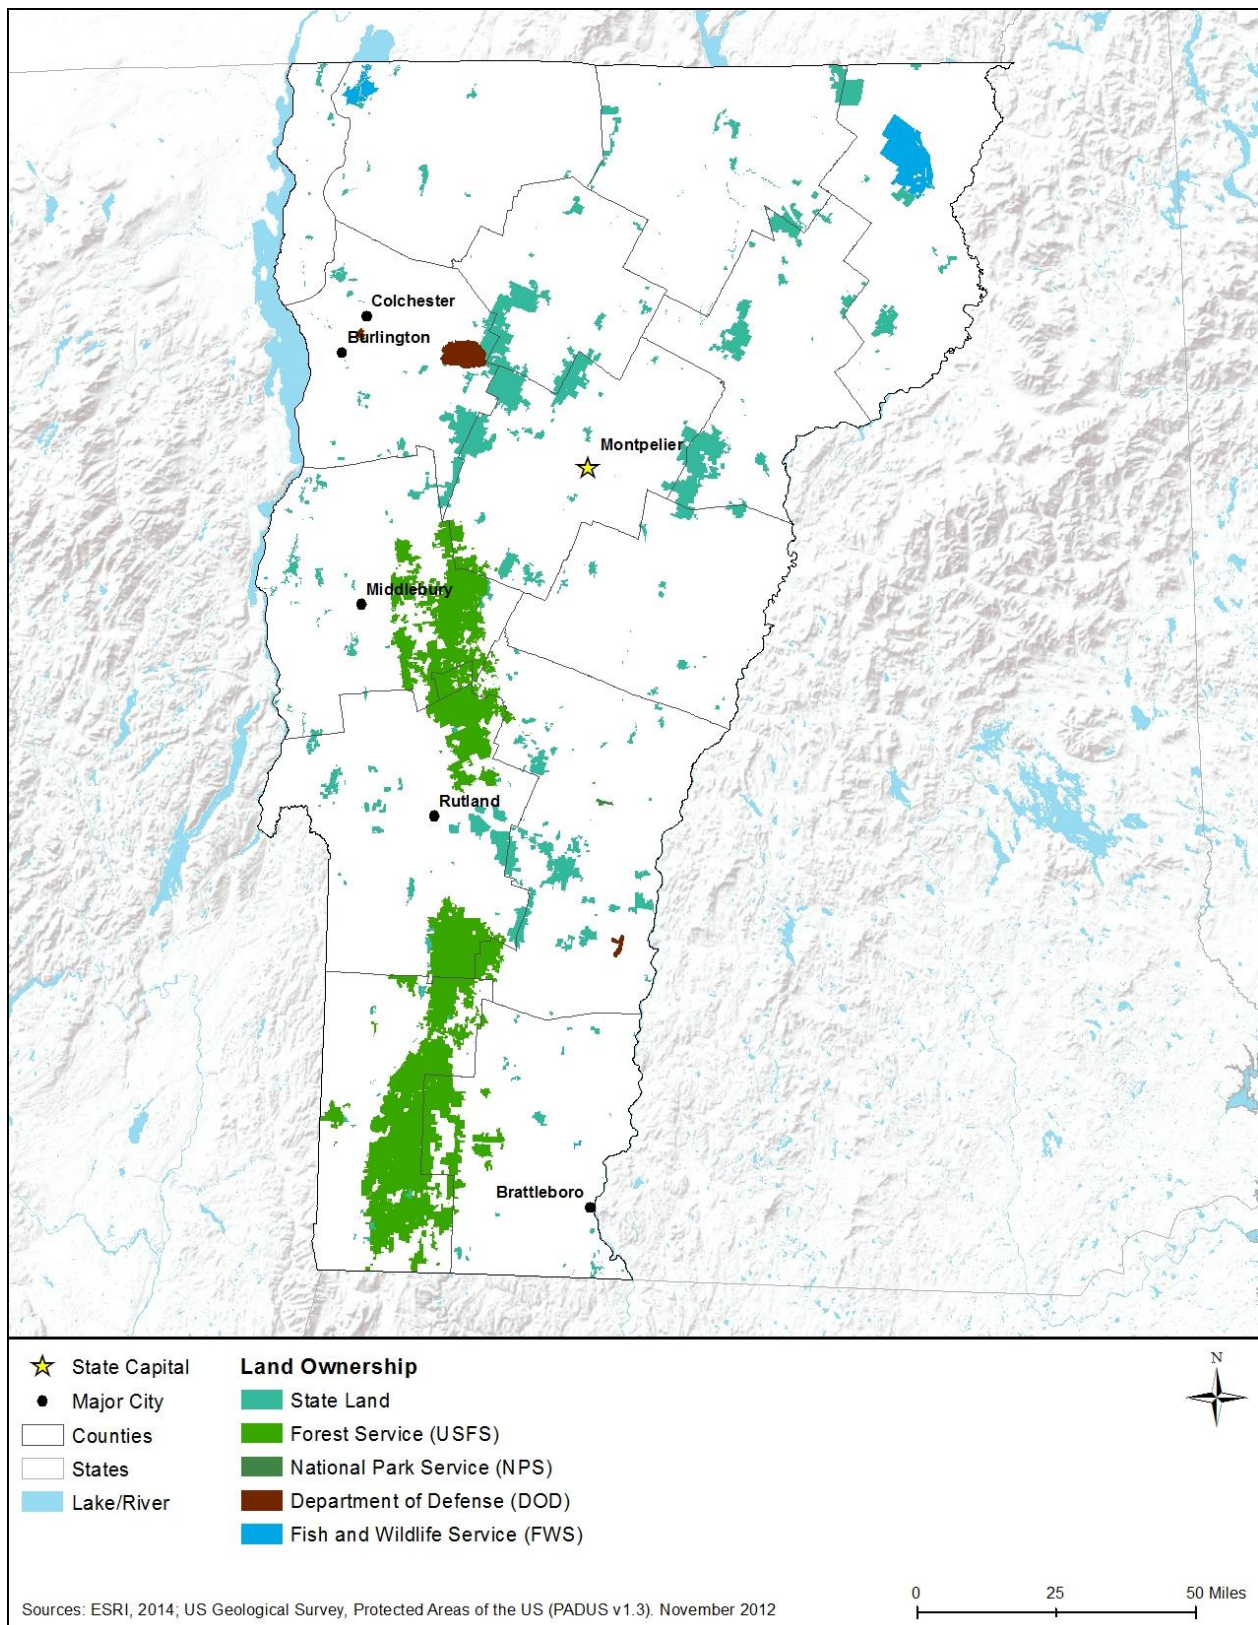 Colchester
Burlington
Montpelier
Middlebury
Rutland
Brattleboro
State Capital
Major City
Counties
States
Lake/River
Land Ownership
State Land
Forest Service (USFS)
National Park Service (NPS)
Department of Defense (DOD)
Fish and Wildlife Service (FWS)
N
0 25 50 Miles
Sources: ESRI, 2014; US Geological Survey, Protected Areas of the US (PADUS v1.3). November 2012